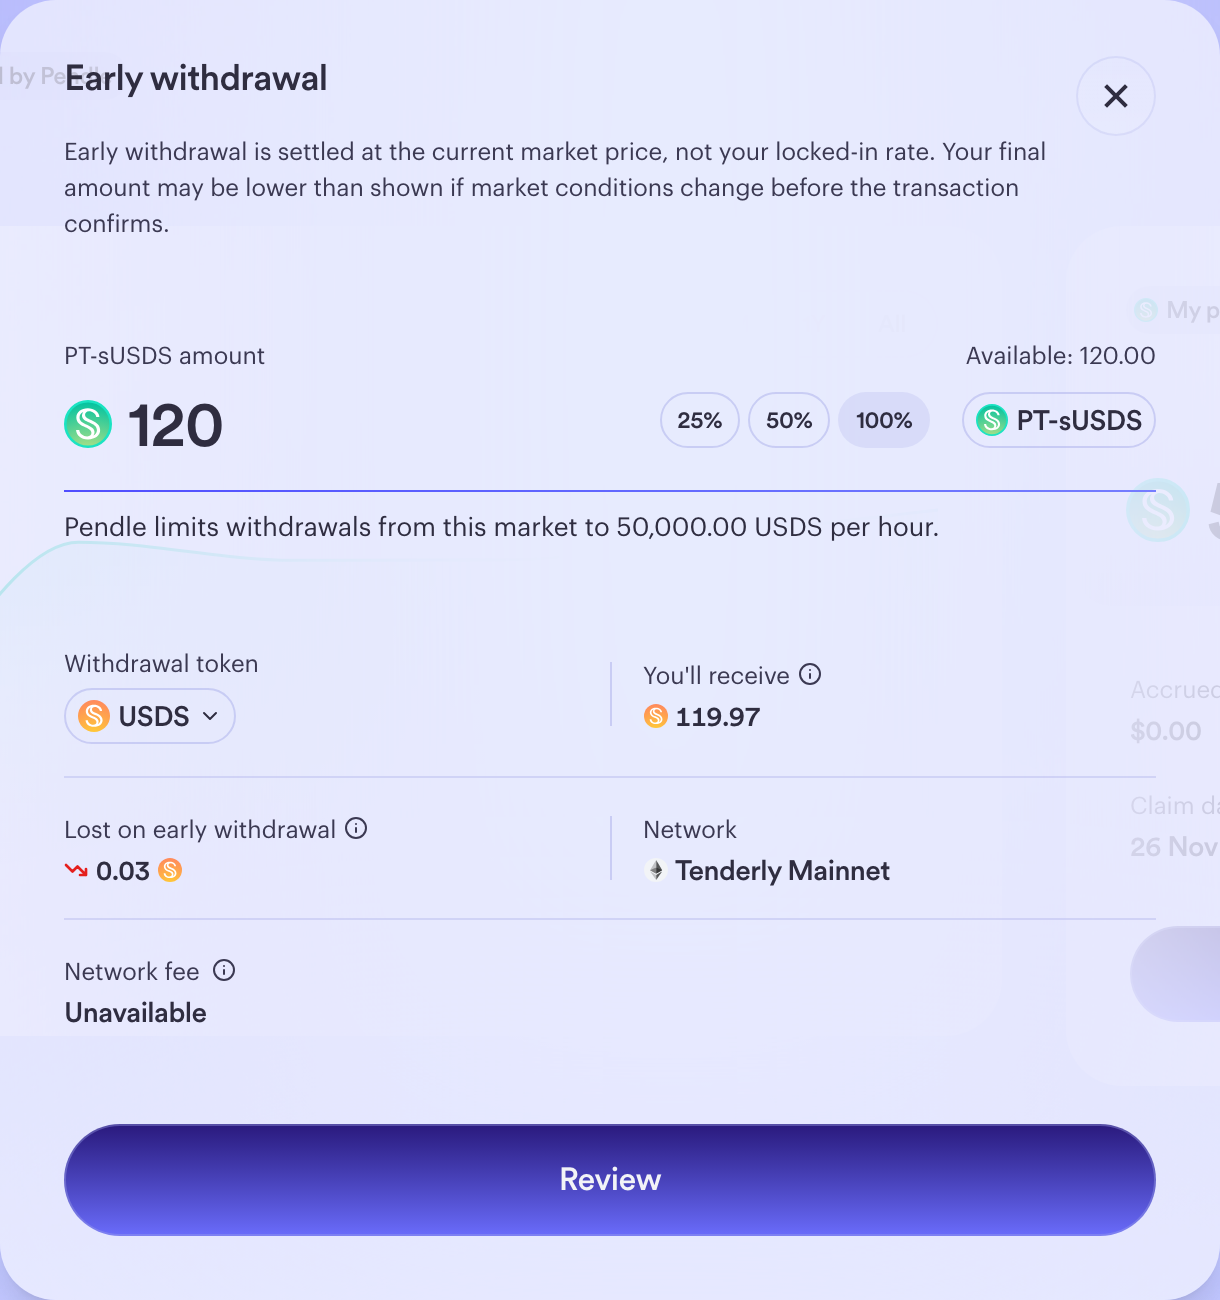 Early withdrawal
Early withdrawal is settled at the current market price, not your locked-in rate. Your final
amount may be lower than shown if market conditions change before the transaction
confirms.
My p
PT-sUSDS amount
Available: 120.00
120
25%
50%
100%
PT-sUSDS
Pendle limits withdrawals from this market to 50,000.00 USDS per hour.
Withdrawal token
USDS
You'll receive
119.97
Accrued
$0.00
Lost on early withdrawal
0.03
Network
Tenderly Mainnet
Claim da
26 Nov
Network fee
Unavailable
Review